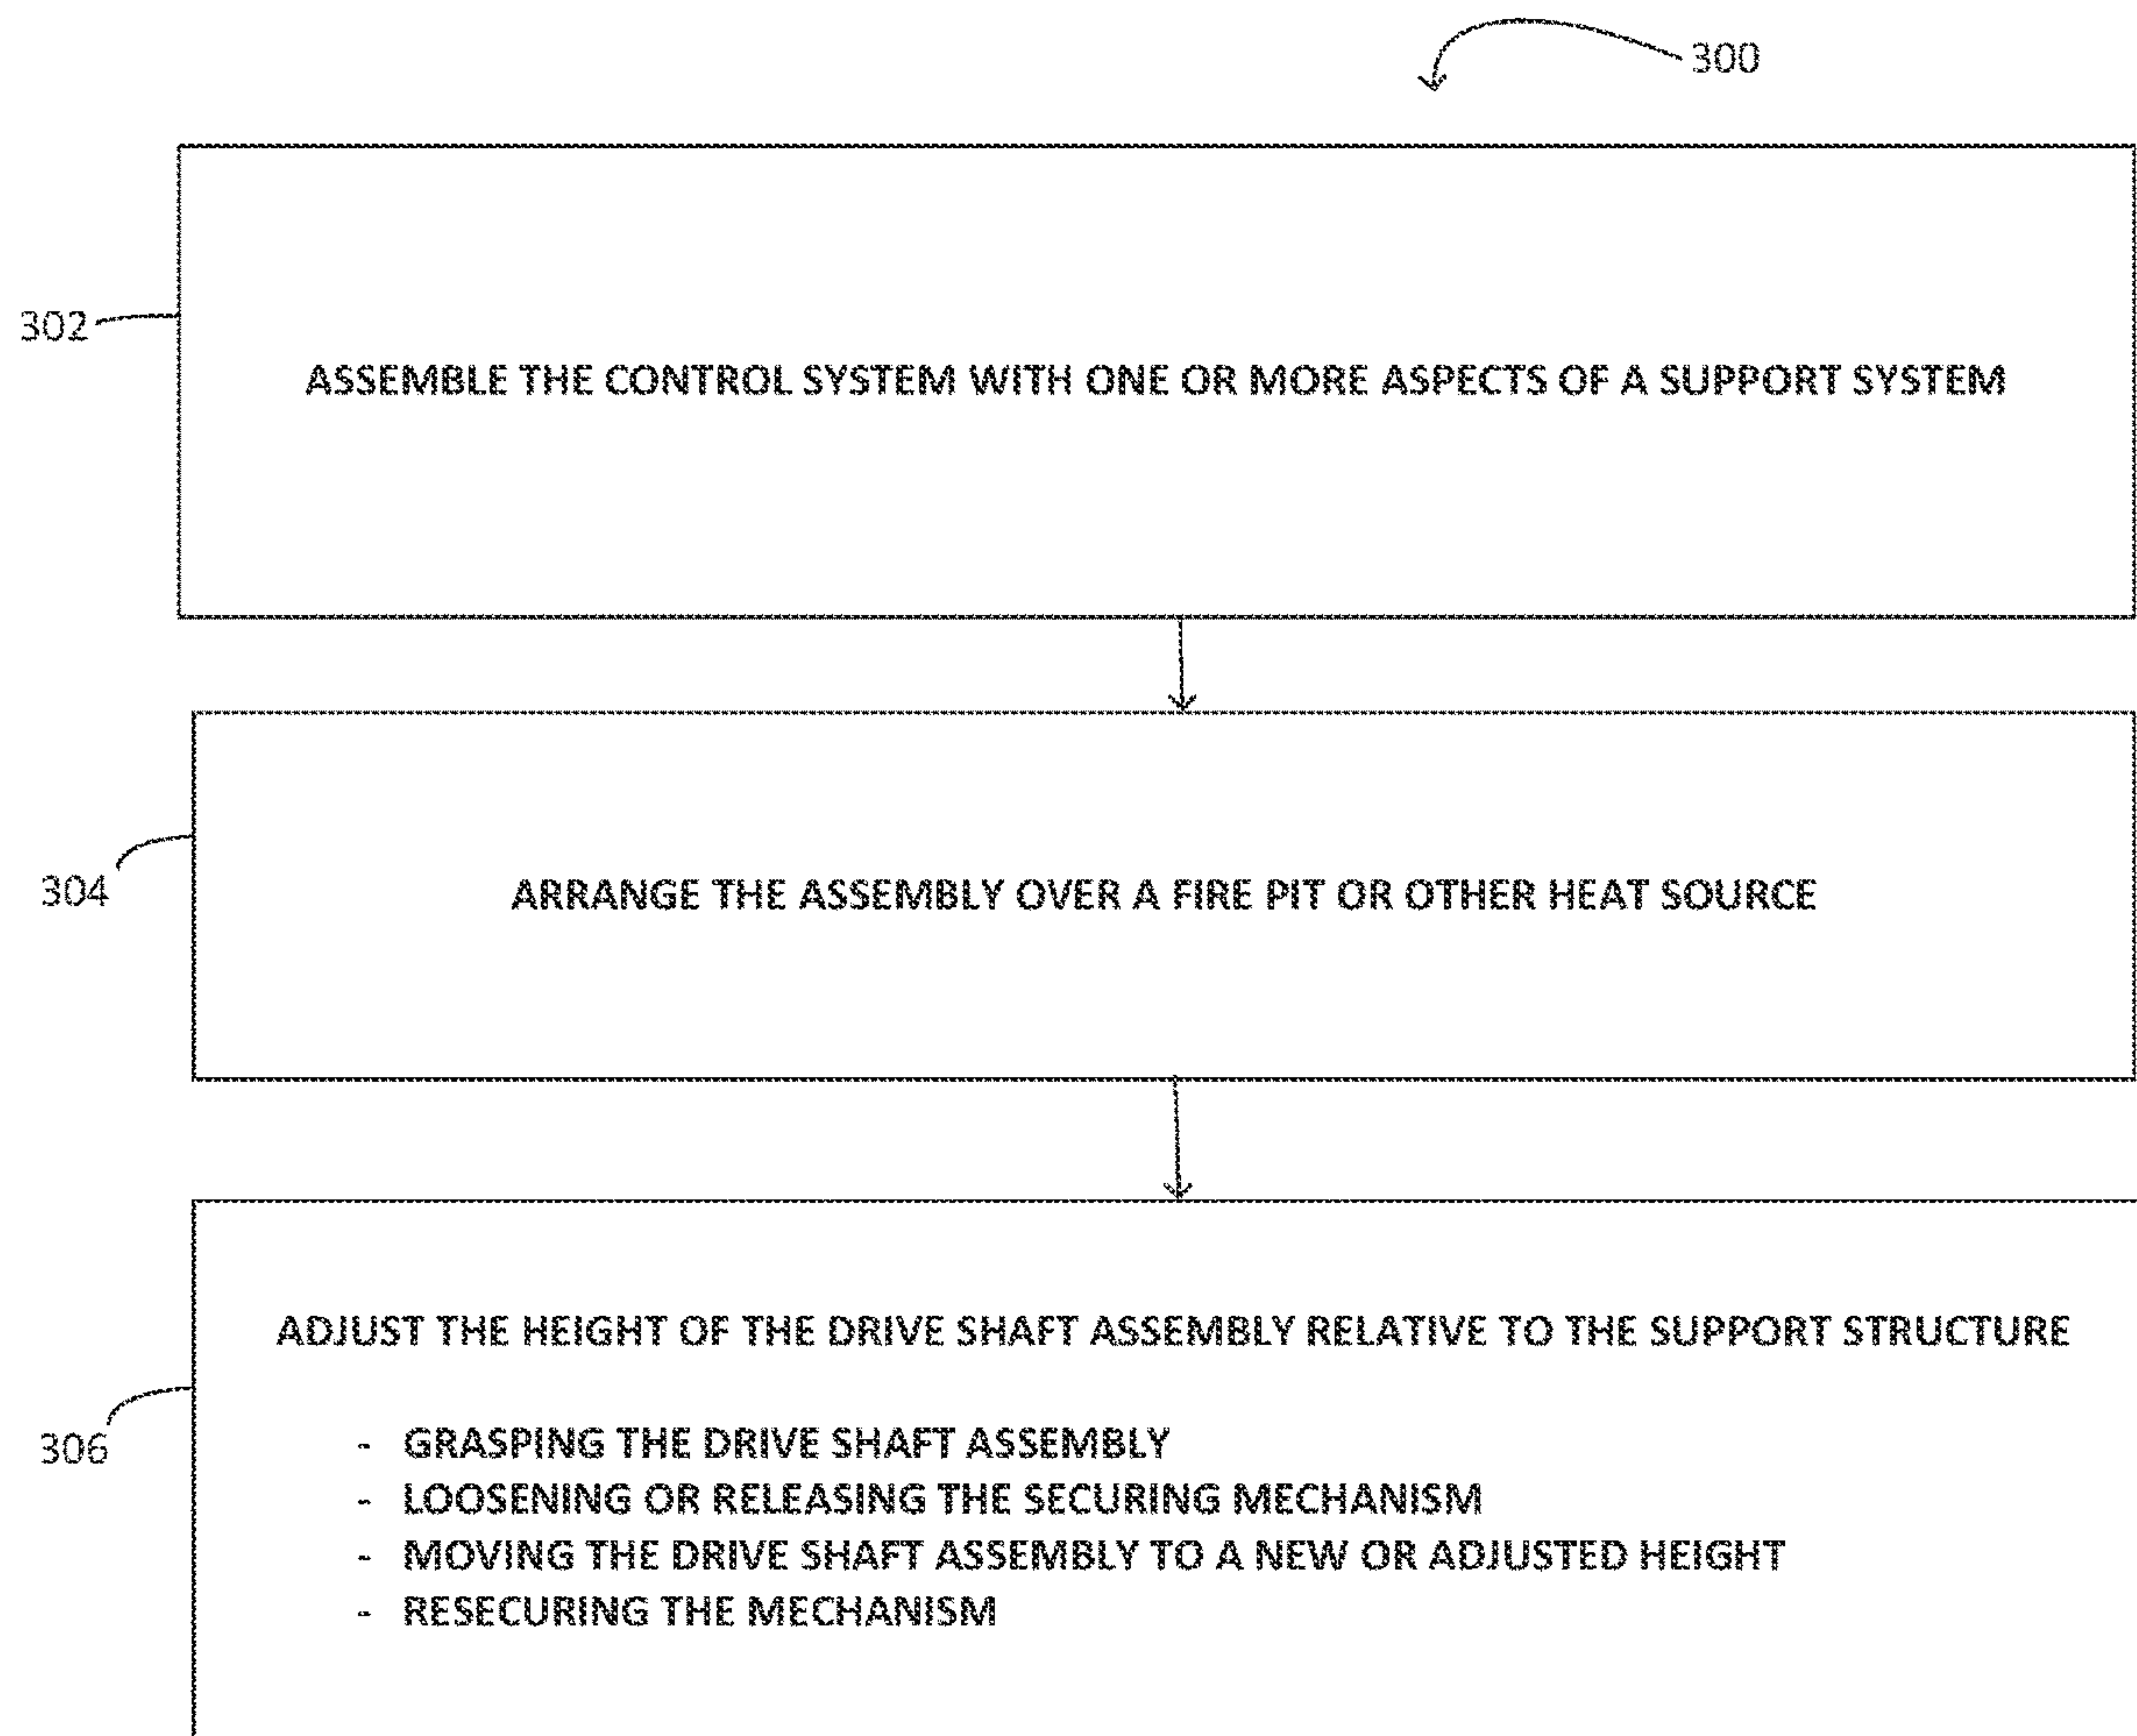 300
302
ASSEMBLE THE CONTROL SYSTEM WITH ONE OR MORE ASPECTS OF A SUPPORT SYSTEM
304
ARRANGE THE ASSEMBLY OVER A FIRE PIT OR OTHER HEAT SOURCE
ADJUST THE HEIGHT OF THE DRIVE SHAFT ASSEMBLY RELATIVE TO THE SUPPORT STRUCTURE
306
- GRASPING THE DRIVE SHAFT ASSEMBLY
- LOOSENING OR RELEASING THE SECURING MECHANISM
- MOVING THE DRIVE SHAFT ASSEMBLY TO A NEW OR ADJUSTED HEIGHT
- RESECURING THE MECHANISM